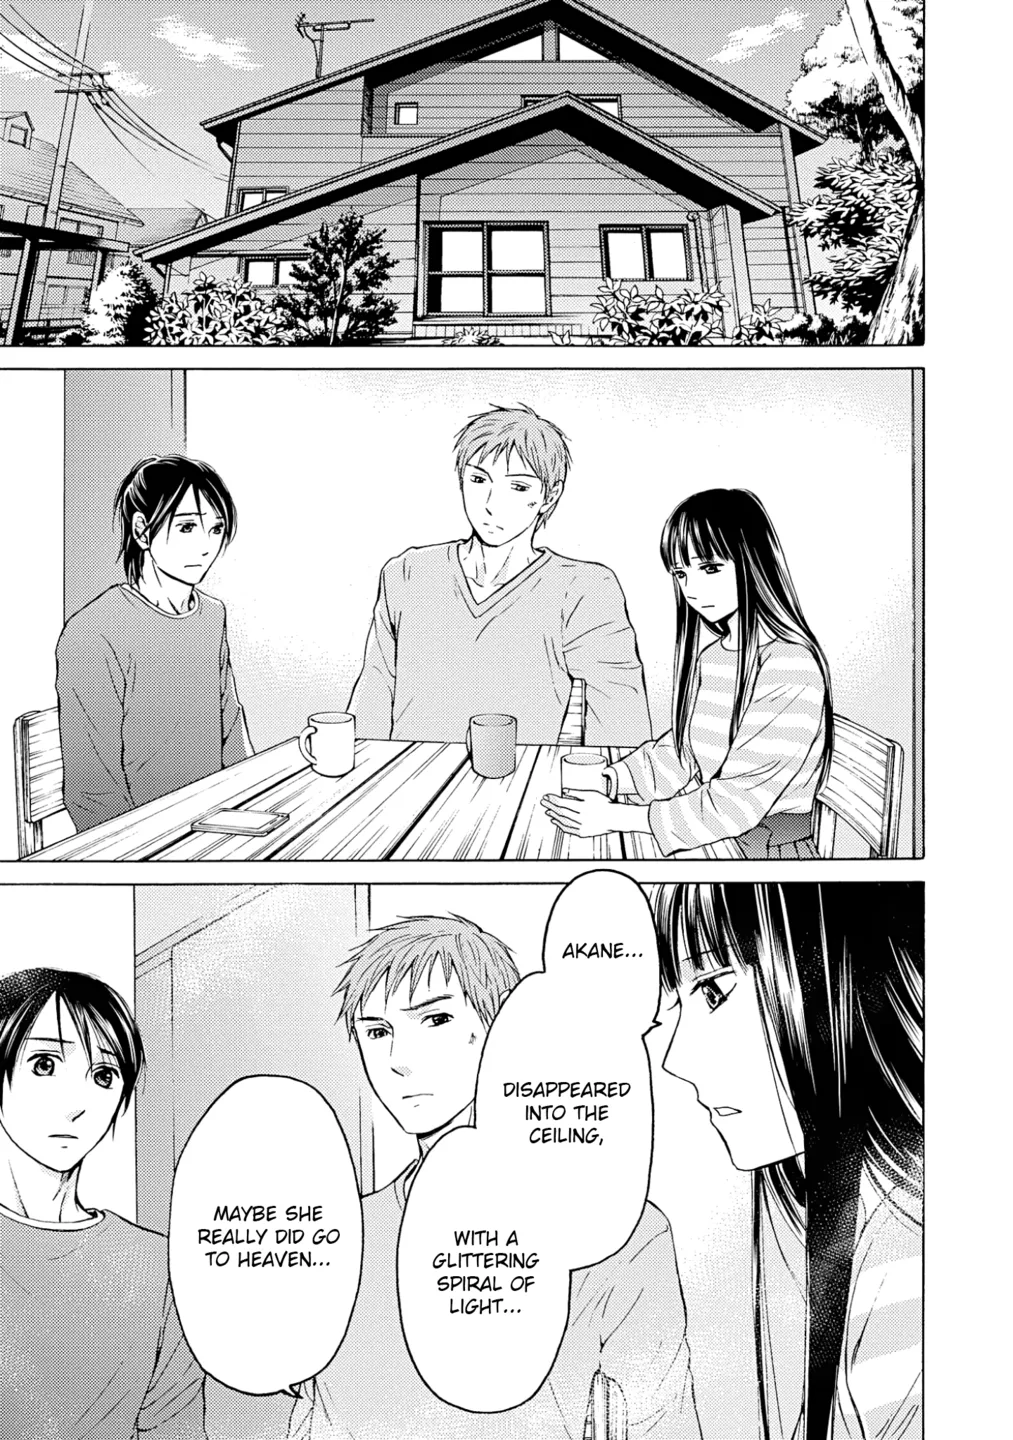 AKANE...
DISAPPEARED
INTO THE
CEILING,
WITH A
GLITTERING
SPIRAL OF
LIGHT...
MAYBE SHE
REALLY DID GO
TO HEAVEN...